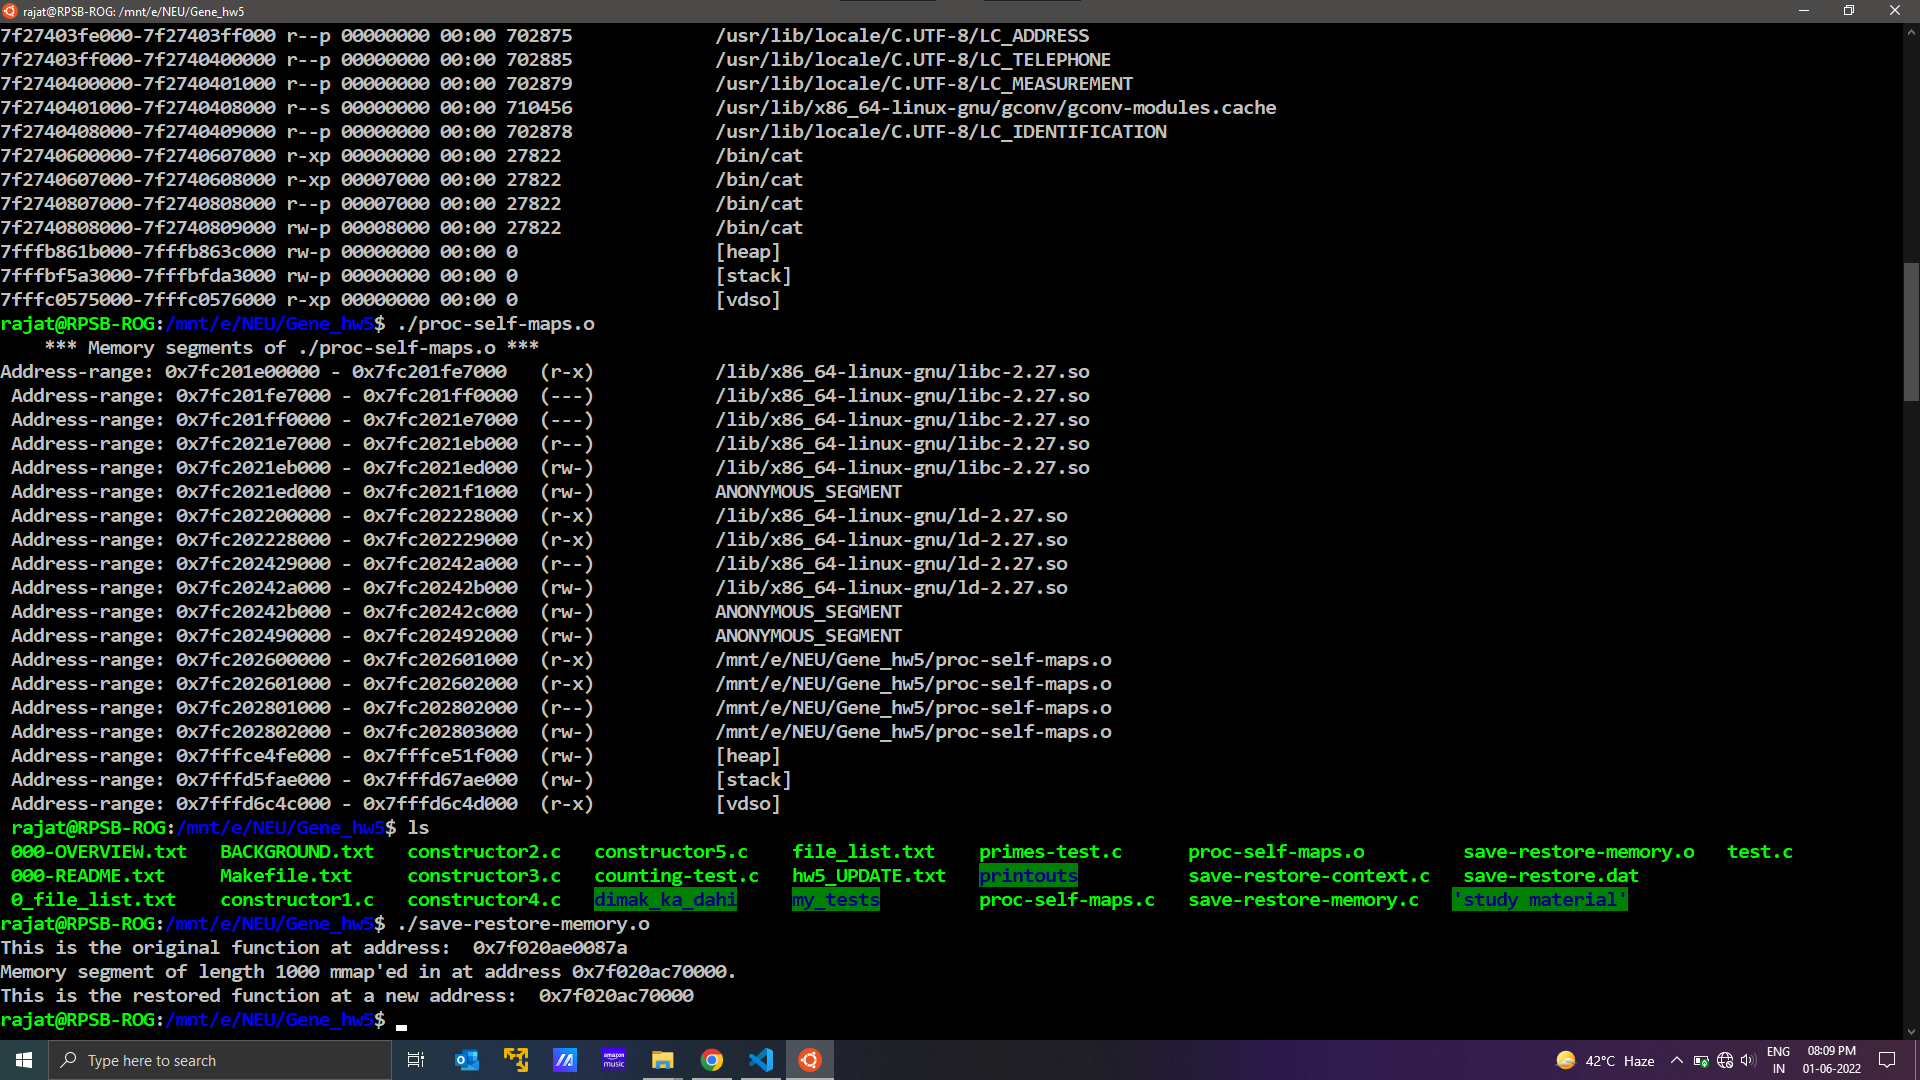 rajat@RPSB-ROG: /mnt/e/NEU/Gene_hw5
7f27403fe000-7f27403ff000 r--p 00000000 00:00 702875 /usr/lib/locale/C.UTF-8/LC_ADDRESS
7f27403ff000-7f2740400000 r--p 00000000 00:00 702885 /usr/lib/locale/C.UTF-8/LC_TELEPHONE
7f2740400000-7f2740401000 r--p 00000000 00:00 702879 /usr/lib/locale/C.UTF-8/LC_MEASUREMENT
7f2740401000-7f2740408000 r--s 00000000 00:00 710456 /usr/lib/x86_64-linux-gnu/gconv/gconv-modules.cache
7f2740408000-7f2740409000 r--p 00000000 00:00 702878 /usr/lib/locale/C.UTF-8/LC_IDENTIFICATION
7f2740600000-7f2740607000 r-xp 00000000 00:00 27822 /bin/cat
7f2740607000-7f2740608000 r-xp 00007000 00:00 27822 /bin/cat
7f2740807000-7f2740808000 r--p 00007000 00:00 27822 /bin/cat
7f2740808000-7f2740809000 rw-p 00008000 00:00 27822 /bin/cat
7fffb861b000-7fffb863c000 rw-p 00000000 00:00 0 [heap]
7fffbf5a3000-7fffbfda3000 rw-p 00000000 00:00 0 [stack]
7fffc0575000-7fffc0576000 r-xp 00000000 00:00 0 [vdso]
rajat@RPSB-ROG:/mnt/e/NEU/Gene_hw5$ ./proc-self-maps.o
*** Memory segments of ./proc-self-maps.o ***
Address-range: 0x7fc201e00000 - 0x7fc201fe7000 (r-x) /lib/x86_64-linux-gnu/libc-2.27.so
Address-range: 0x7fc201fe7000 - 0x7fc201ff0000 (---) /lib/x86_64-linux-gnu/libc-2.27.so
Address-range: 0x7fc201ff0000 - 0x7fc2021e7000 (---) /lib/x86_64-linux-gnu/libc-2.27.so
Address-range: 0x7fc2021e7000 - 0x7fc2021eb000 (r--) /lib/x86_64-linux-gnu/libc-2.27.so
Address-range: 0x7fc2021eb000 - 0x7fc2021ed000 (rw-) /lib/x86_64-linux-gnu/libc-2.27.so
Address-range: 0x7fc2021ed000 - 0x7fc2021f1000 (rw-) ANONYMOUS_SEGMENT
Address-range: 0x7fc202200000 - 0x7fc202228000 (r-x) /lib/x86_64-linux-gnu/ld-2.27.so
Address-range: 0x7fc202228000 - 0x7fc202229000 (r-x) /lib/x86_64-linux-gnu/ld-2.27.so
Address-range: 0x7fc202429000 - 0x7fc20242a000 (r--) /lib/x86_64-linux-gnu/ld-2.27.so
Address-range: 0x7fc20242a000 - 0x7fc20242b000 (rw-) /lib/x86_64-linux-gnu/ld-2.27.so
Address-range: 0x7fc20242b000 - 0x7fc20242c000 (rw-) ANONYMOUS_SEGMENT
Address-range: 0x7fc202490000 - 0x7fc202492000 (rw-) ANONYMOUS_SEGMENT
Address-range: 0x7fc202600000 - 0x7fc202601000 (r-x) /mnt/e/NEU/Gene_hw5/proc-self-maps.o
Address-range: 0x7fc202601000 - 0x7fc202602000 (r-x) /mnt/e/NEU/Gene_hw5/proc-self-maps.o
Address-range: 0x7fc202801000 - 0x7fc202802000 (r--) /mnt/e/NEU/Gene_hw5/proc-self-maps.o
Address-range: 0x7fc202802000 - 0x7fc202803000 (rw-) /mnt/e/NEU/Gene_hw5/proc-self-maps.o
Address-range: 0x7fffce4fe000 - 0x7fffce51f000 (rw-) [heap]
Address-range: 0x7fffd5fae000 - 0x7fffd67ae000 (rw-) [stack]
Address-range: 0x7fffd6c4c000 - 0x7fffd6c4d000 (r-x) [vdso]
rajat@RPSB-ROG:/mnt/e/NEU/Gene_hw5$ ls
000-OVERVIEW.txt BACKGROUND.txt constructor2.c constructor5.c file_list.txt primes-test.c proc-self-maps.o save-restore-memory.o test.c
000-README.txt Makefile.txt constructor3.c counting-test.c hw5_UPDATE.txt printouts save-restore-context.c save-restore.dat
0_file_list.txt constructor1.c constructor4.c dimak_ka_dahi my_tests proc-self-maps.c save-restore-memory.c 'study material'
rajat@RPSB-ROG:/mnt/e/NEU/Gene_hw5$ ./save-restore-memory.o
This is the original function at address: 0x7f020ae0087a
Memory segment of length 1000 mmap'ed in at address 0x7f020ac70000.
This is the restored function at a new address: 0x7f020ac70000
rajat@RPSB-ROG:/mnt/e/NEU/Gene_hw5$
Type here to search
amazon music
42°C Haze
ENG IN
08:09 PM
01-06-2022